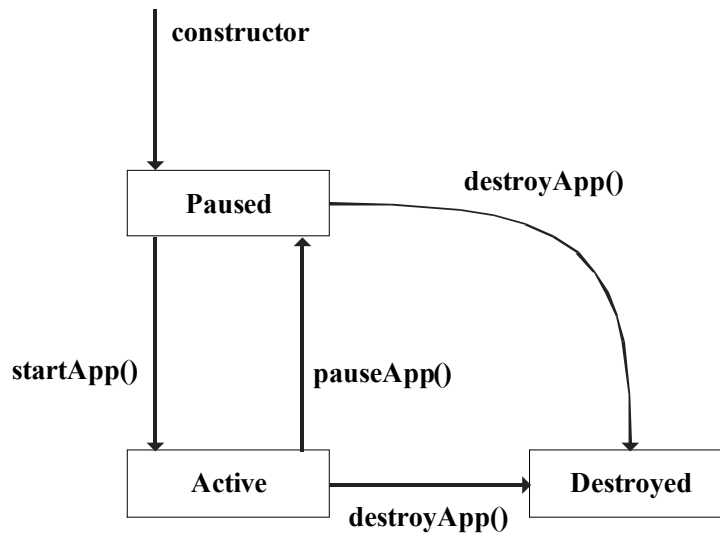 constructor
destroyApp()
Paused
startApp()
pauseApp()
Active
Destroyed
destroyApp()